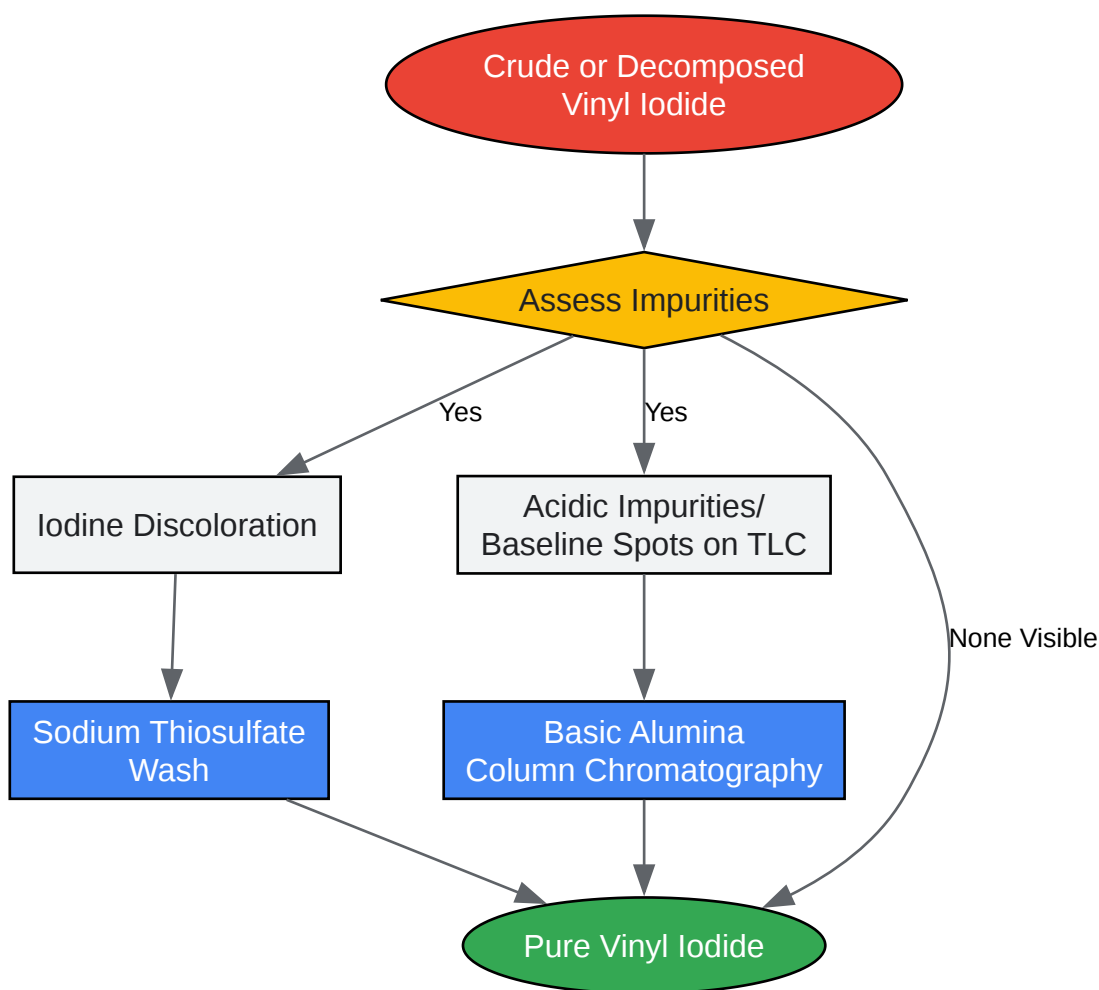 Crude or Decomposed
Vinyl Iodide
Assess Impurities
Yes
Yes
Iodine Discoloration
Acidic Impurities/
Baseline Spots on TLC
None Visible
Sodium Thiosulfate
Wash
Basic Alumina
Column Chromatography
Pure Vinyl Iodide